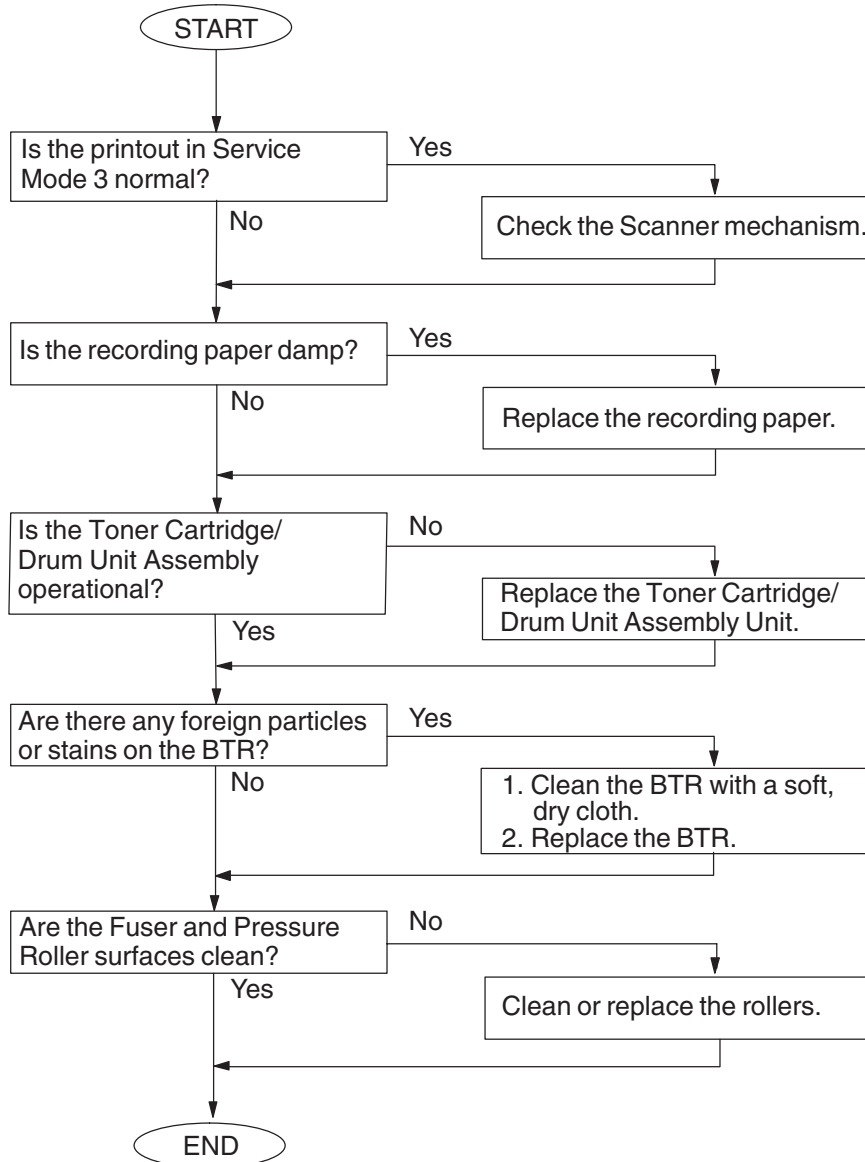 START
Is the printout in Service
Mode 3 normal?
Yes
No
Check the Scanner mechanism.
Is the recording paper damp?
Yes
No
Replace the recording paper.
Is the Toner Cartridge/
Drum Unit Assembly
operational?
No
Yes
Replace the Toner Cartridge/
Drum Unit Assembly Unit.
Are there any foreign particles
or stains on the BTR?
Yes
No
1. Clean the BTR with a soft,
dry cloth.
2. Replace the BTR.
Are the Fuser and Pressure
Roller surfaces clean?
No
Yes
Clean or replace the rollers.
END